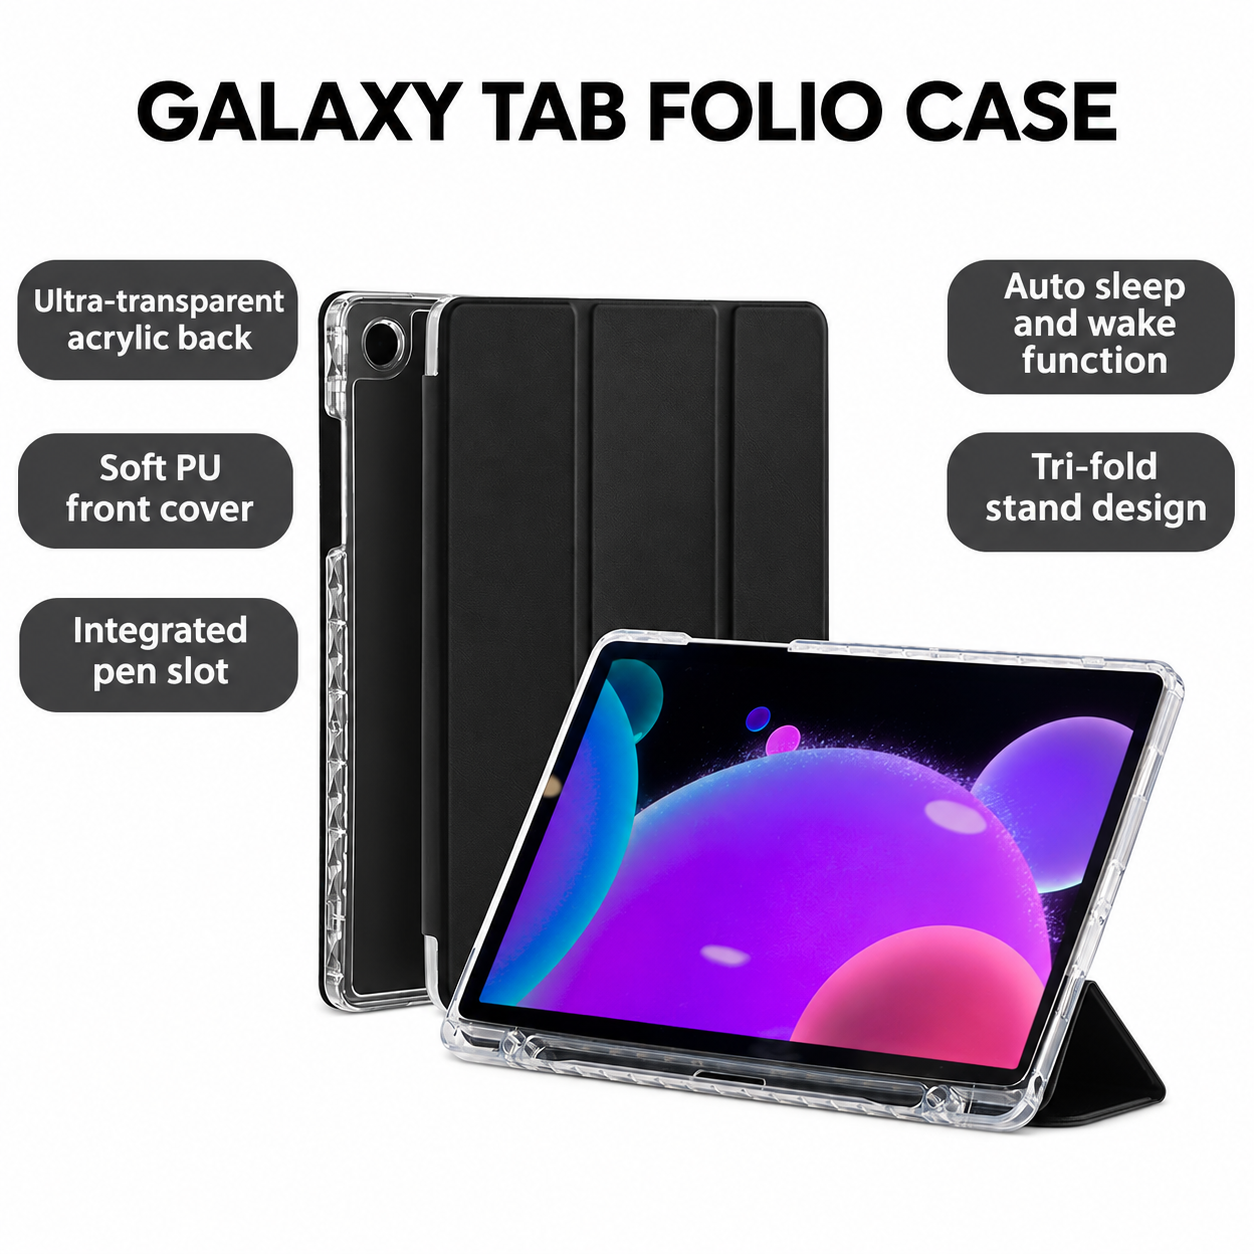 GALAXY TAB FOLIO CASE
Ultra-transparent
acrylic back
Soft PU
front cover
Integrated
pen slot
Auto sleep
and wake
function
Tri-fold
stand design